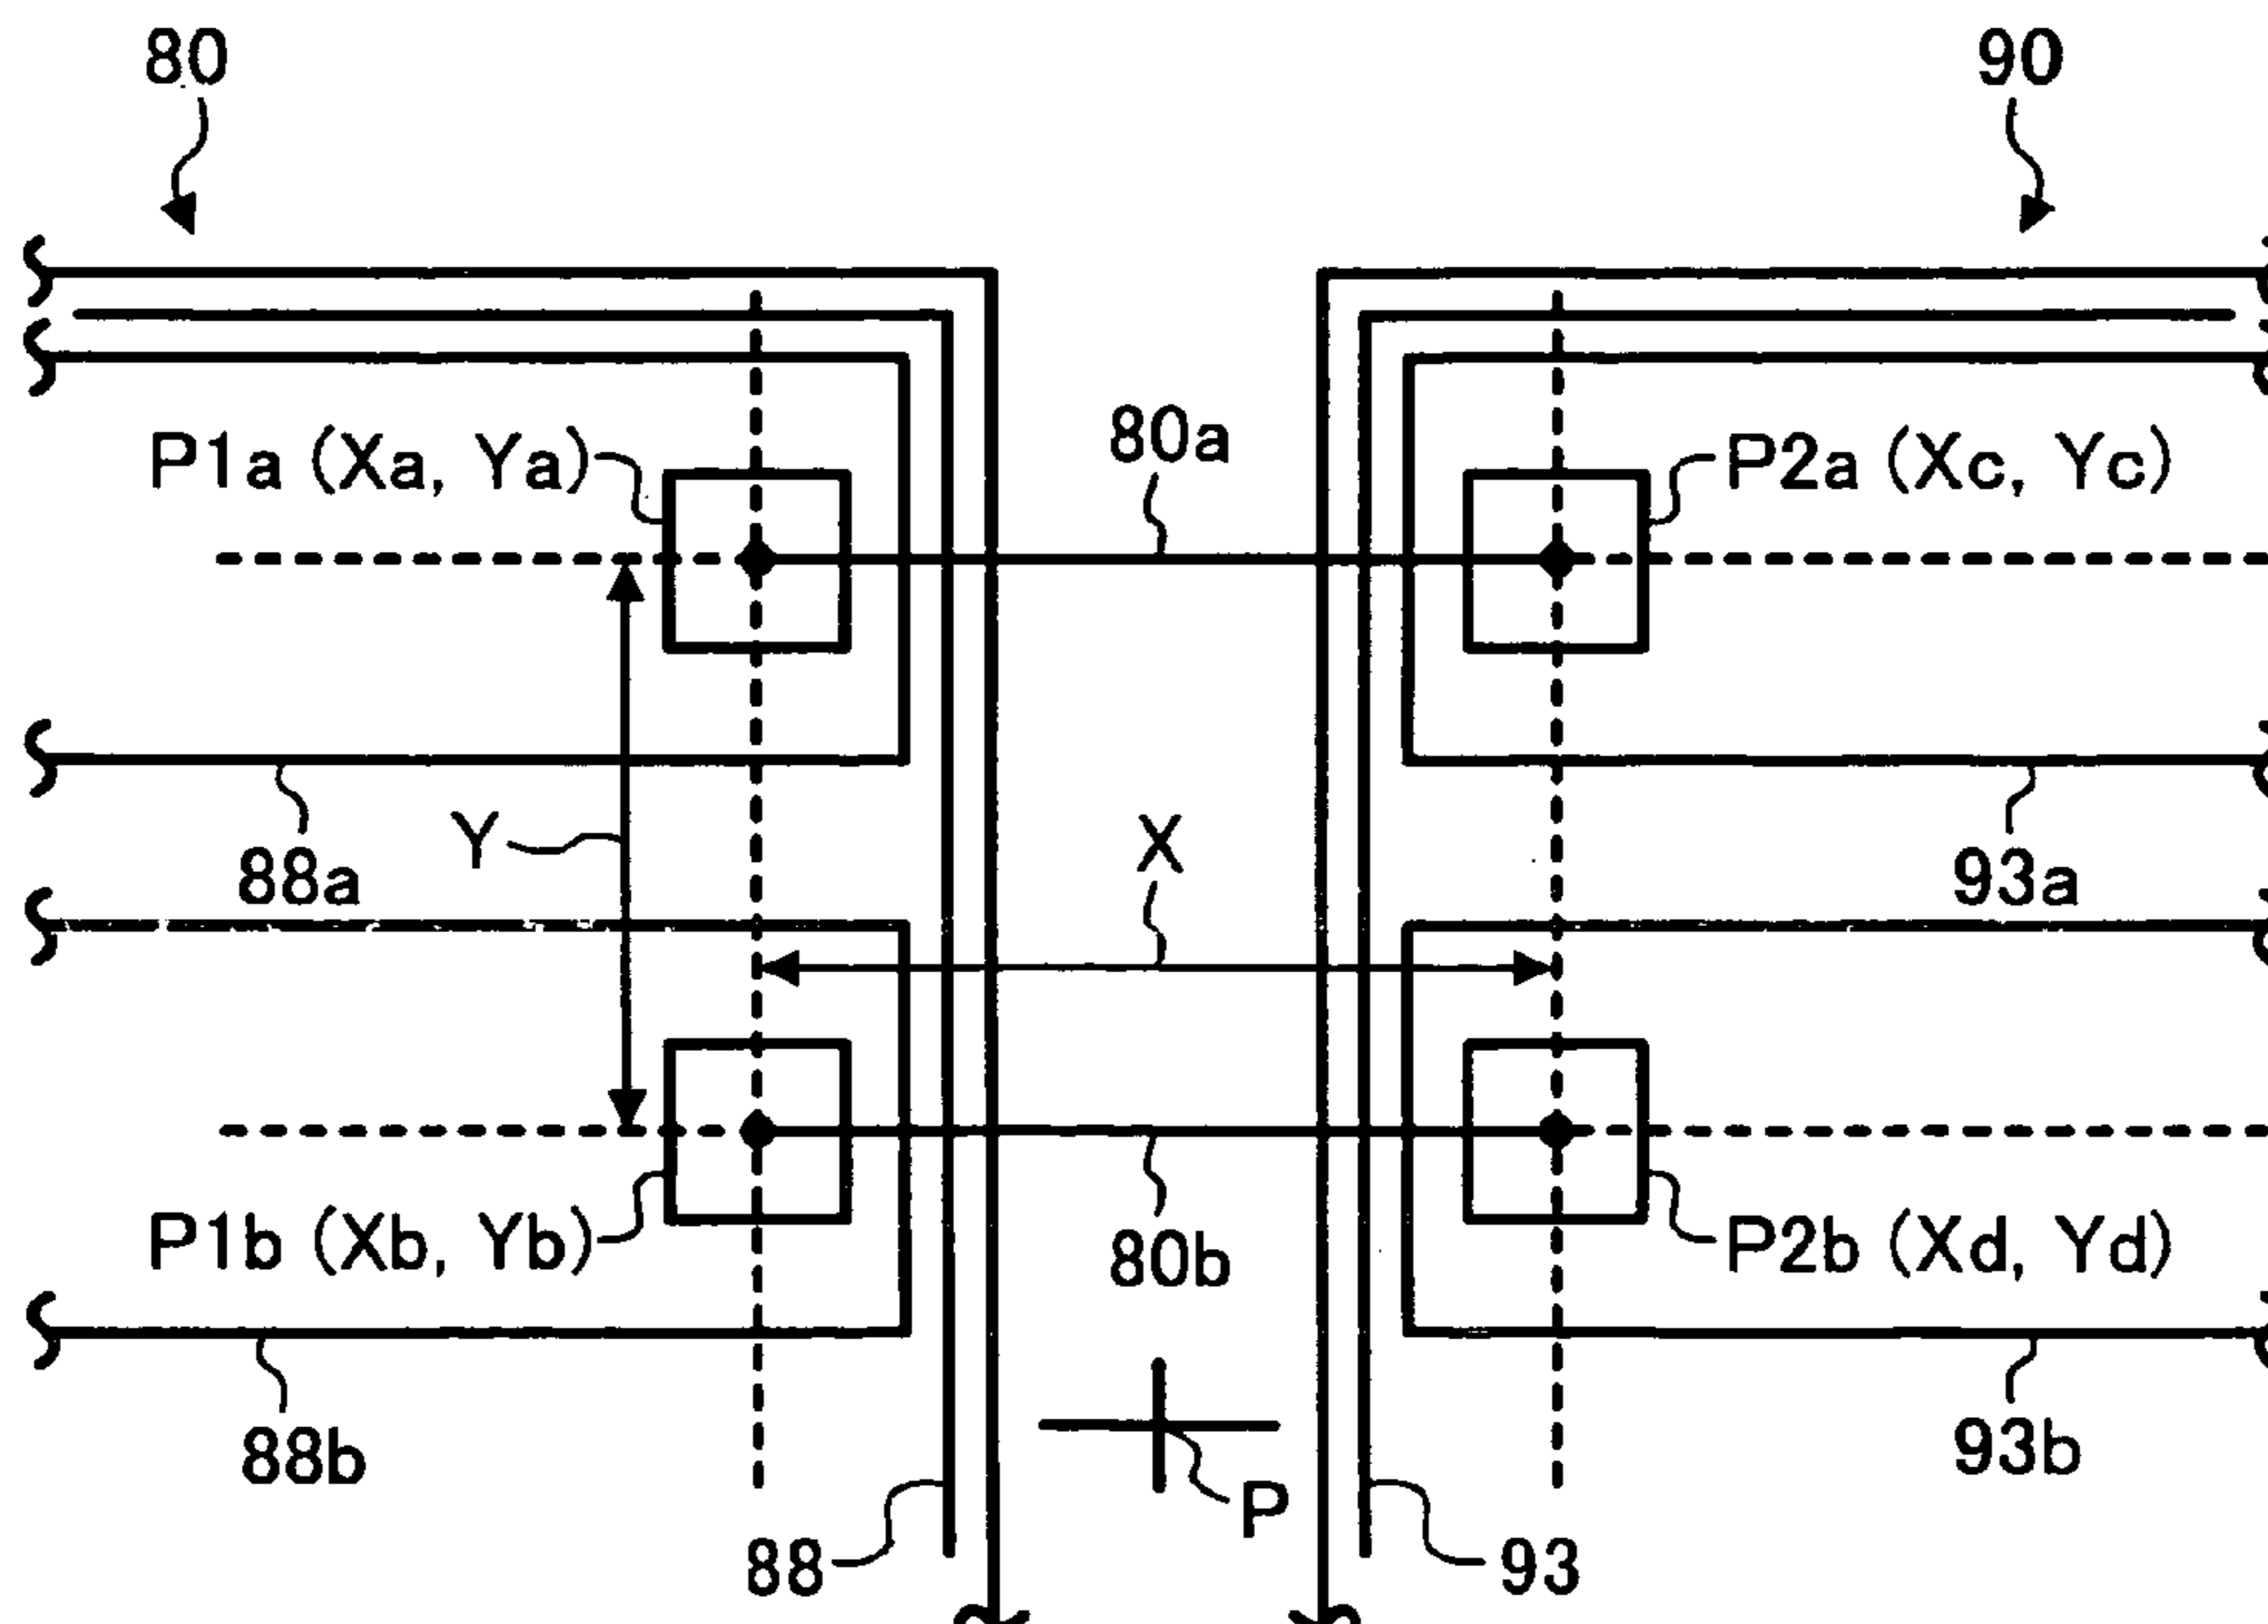 80
90
80a
P1a (Xa, Ya)
P2a (Xc, Yc)
Y
X
88a
93a
P1b (Xb, Yb)
80b
P2b (Xd, Yd)
88b
93b
P
88
93